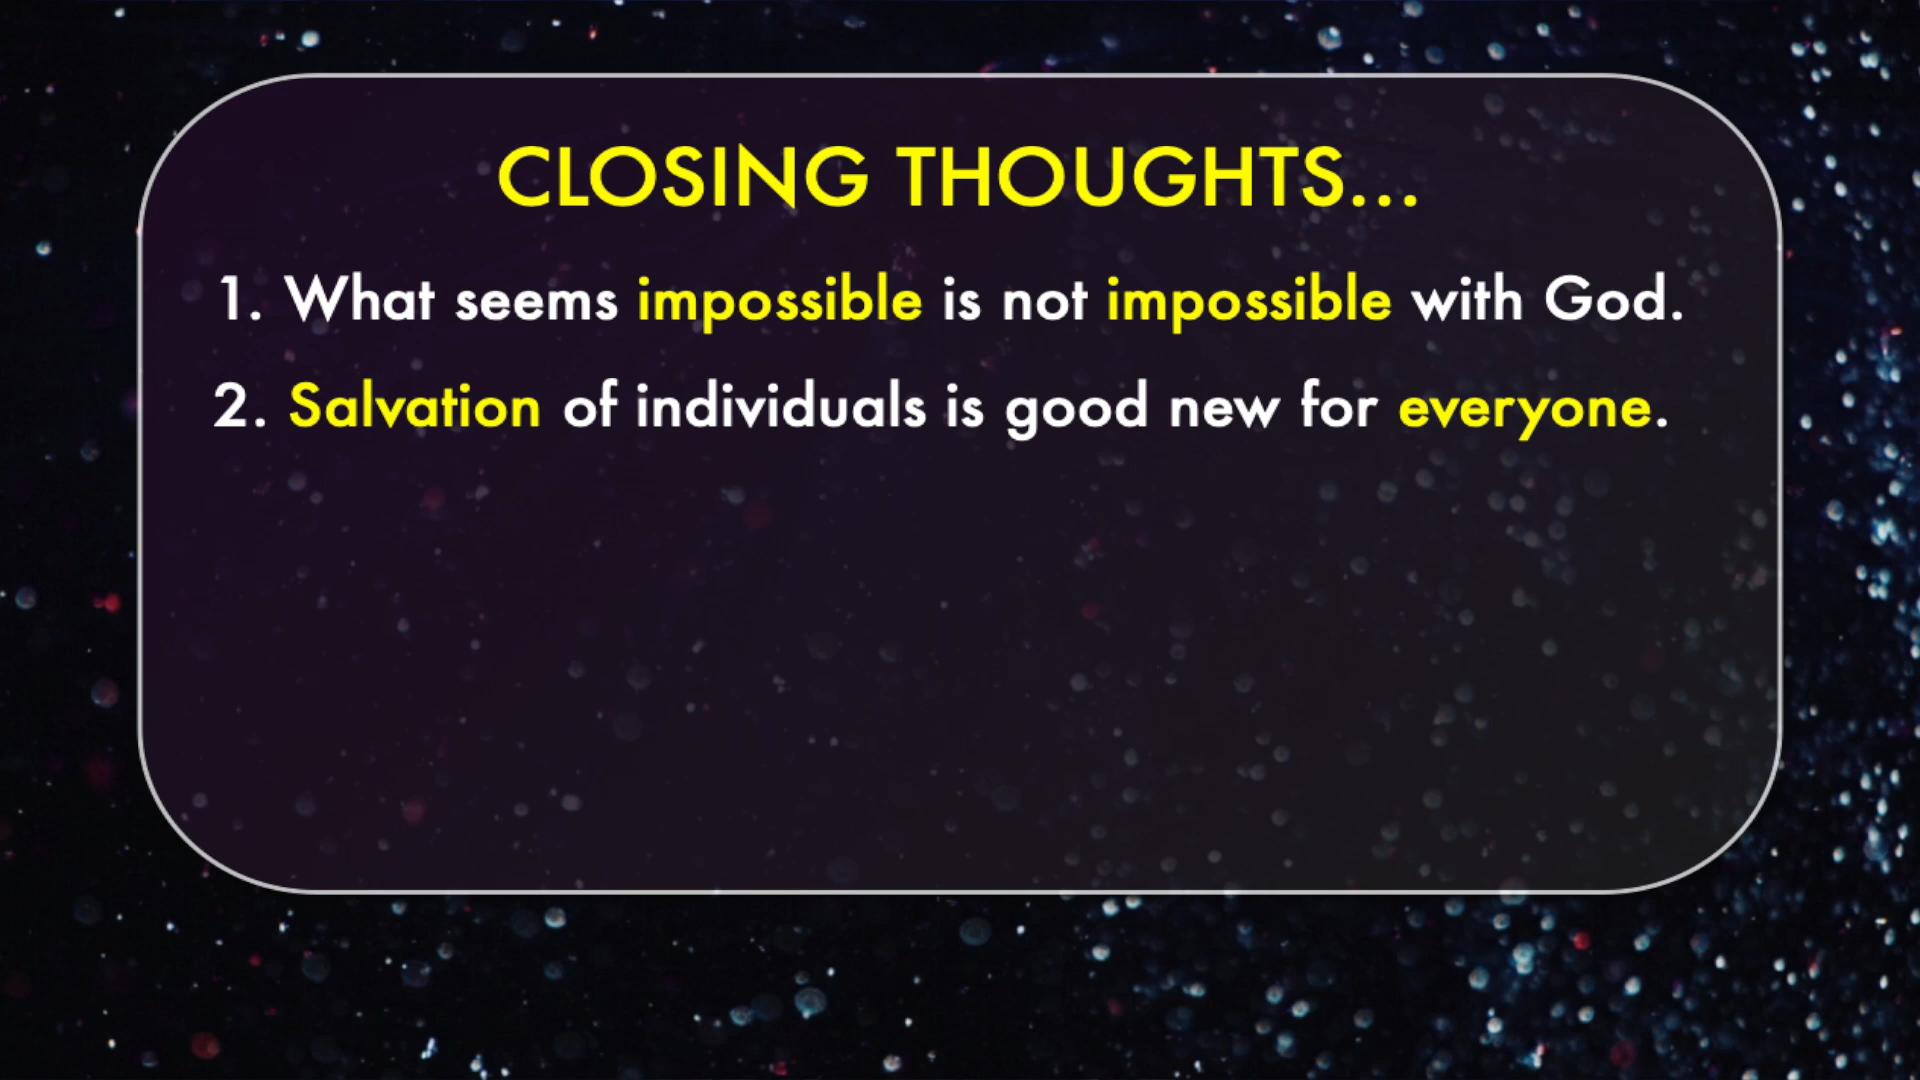 CLOSING THOUGHTS...
1. What seems impossible is not impossible with God.
2. Salvation of individuals is good new for everyone.